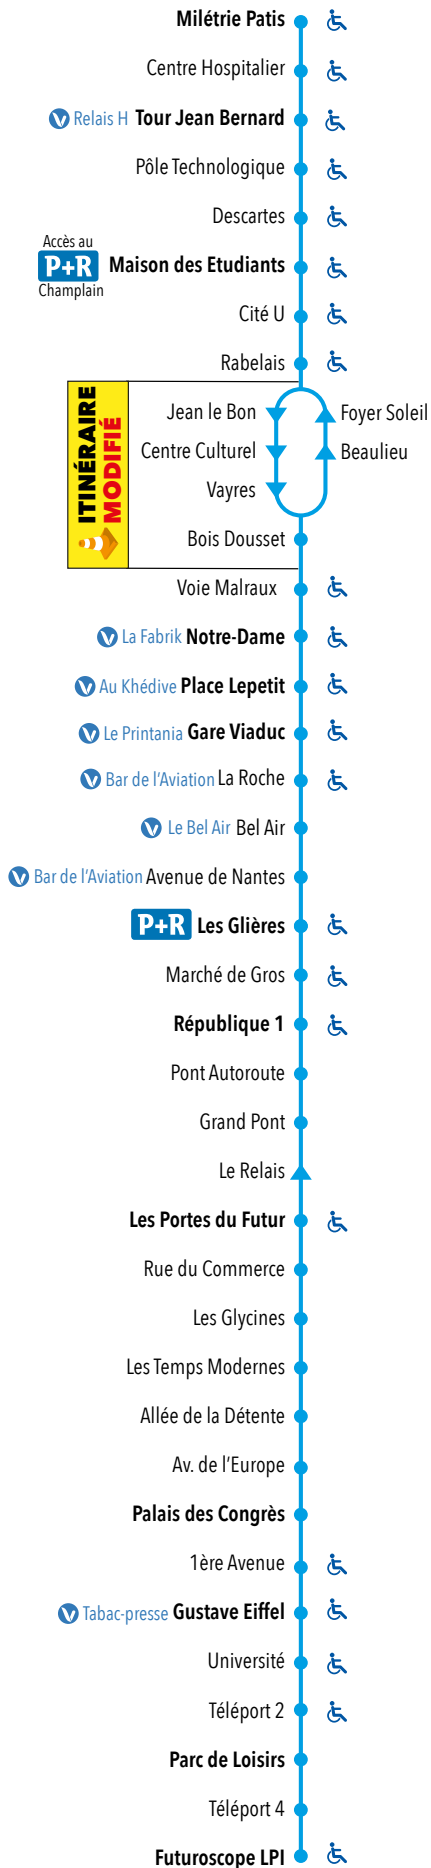 Milétrie Patis
Centre Hospitalier
Relais H Tour Jean Bernard
Pôle Technologique
Descartes
Accès au
P+R Maison des Etudiants
Champlain
Cité U
Rabelais
ITINÉRAIRE
MODIFIÉ
Jean le Bon Foyer Soleil
Centre Culturel Beaulieu
Vayres
Bois Dousset
Voie Malraux
La Fabrik Notre-Dame
Au Khédive Place Lepetit
Le Printania Gare Viaduc
Bar de l'Aviation La Roche
Le Bel Air Bel Air
Bar de l'Aviation Avenue de Nantes
P+R Les Glières
Marché de Gros
République 1
Pont Autoroute
Grand Pont
Le Relais
Les Portes du Futur
Rue du Commerce
Les Glycines
Les Temps Modernes
Allée de la Détente
Av. de l'Europe
Palais des Congrès
1ère Avenue
Tabac-presse Gustave Eiffel
Université
Téléport 2
Parc de Loisirs
Téléport 4
Futuroscope LPI